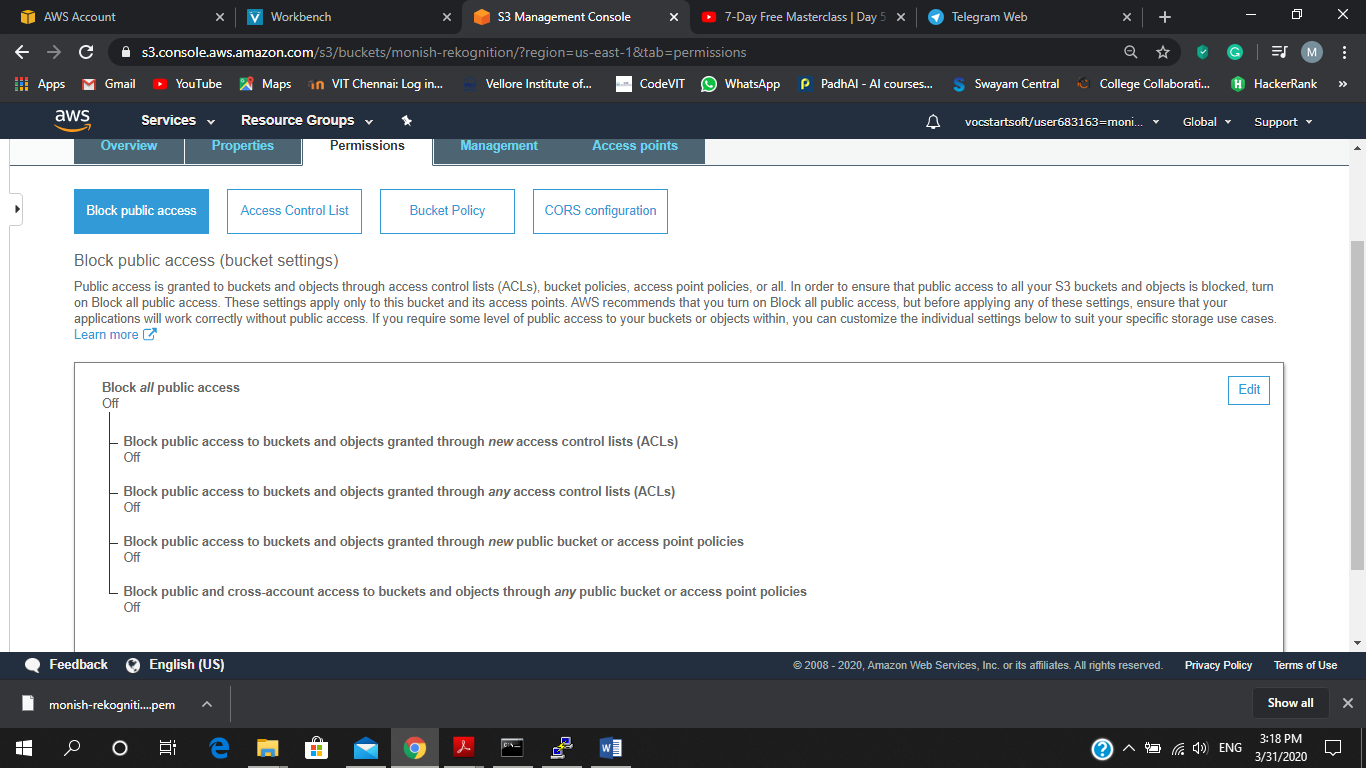 AWS Account
Workbench
S3 Management Console
7-Day Free Masterclass | Day 5
Telegram Web
s3.console.aws.amazon.com/s3/buckets/monish-rekognition/?region=us-east-1&tab=permissions
M
Apps
Gmail
YouTube
Maps
VIT Chennai: Log in...
Vellore Institute of...
CodeVIT
WhatsApp
PadhAI - AI courses...
Swayam Central
College Collaborati...
HackerRank
aws
Services
Resource Groups
vocstartsoft/user683163=moni...
Global
Support
Overview
Properties
Permissions
Management
Access points
Block public access
Access Control List
Bucket Policy
CORS configuration
Block public access (bucket settings)
Public access is granted to buckets and objects through access control lists (ACLs), bucket policies, access point policies, or all. In order to ensure that public access to all your S3 buckets and objects is blocked, turn
on Block all public access. These settings apply only to this bucket and its access points. AWS recommends that you turn on Block all public access, but before applying any of these settings, ensure that your
applications will work correctly without public access. If you require some level of public access to your buckets or objects within, you can customize the individual settings below to suit your specific storage use cases.
Learn more
Block all public access
Off
Edit
Block public access to buckets and objects granted through new access control lists (ACLs)
Off
Block public access to buckets and objects granted through any access control lists (ACLs)
Off
Block public access to buckets and objects granted through new public bucket or access point policies
Off
Block public and cross-account access to buckets and objects through any public bucket or access point policies
Off
Feedback
English (US)
© 2008 - 2020, Amazon Web Services, Inc. or its affiliates. All rights reserved.
Privacy Policy
Terms of Use
monish-rekogniti....pem
Show all
ENG
3:18 PM
3/31/2020